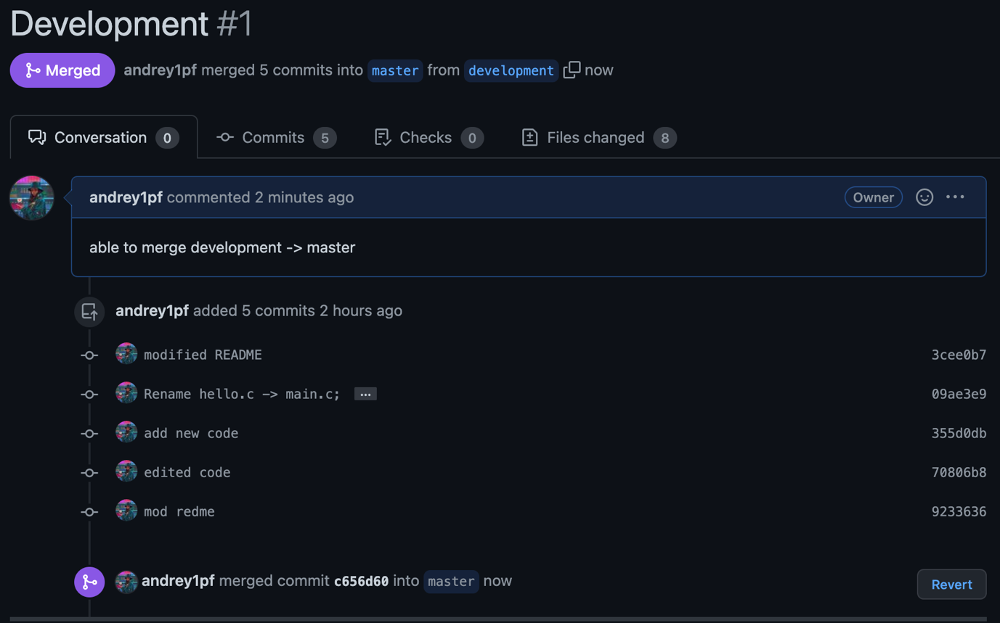 Development #1
Merged andrey1pf merged 5 commits into master from development now
Conversation 0 Commits 5 Checks 0 Files changed 8
andrey1pf commented 2 minutes ago Owner ...
able to merge development -> master
andrey1pf added 5 commits 2 hours ago
modified README 3cee0b7
Rename hello.c -> main.c; ... 09ae3e9
add new code 355d0db
edited code 70806b8
mod redme 9233636
andrey1pf merged commit c656d60 into master now Revert